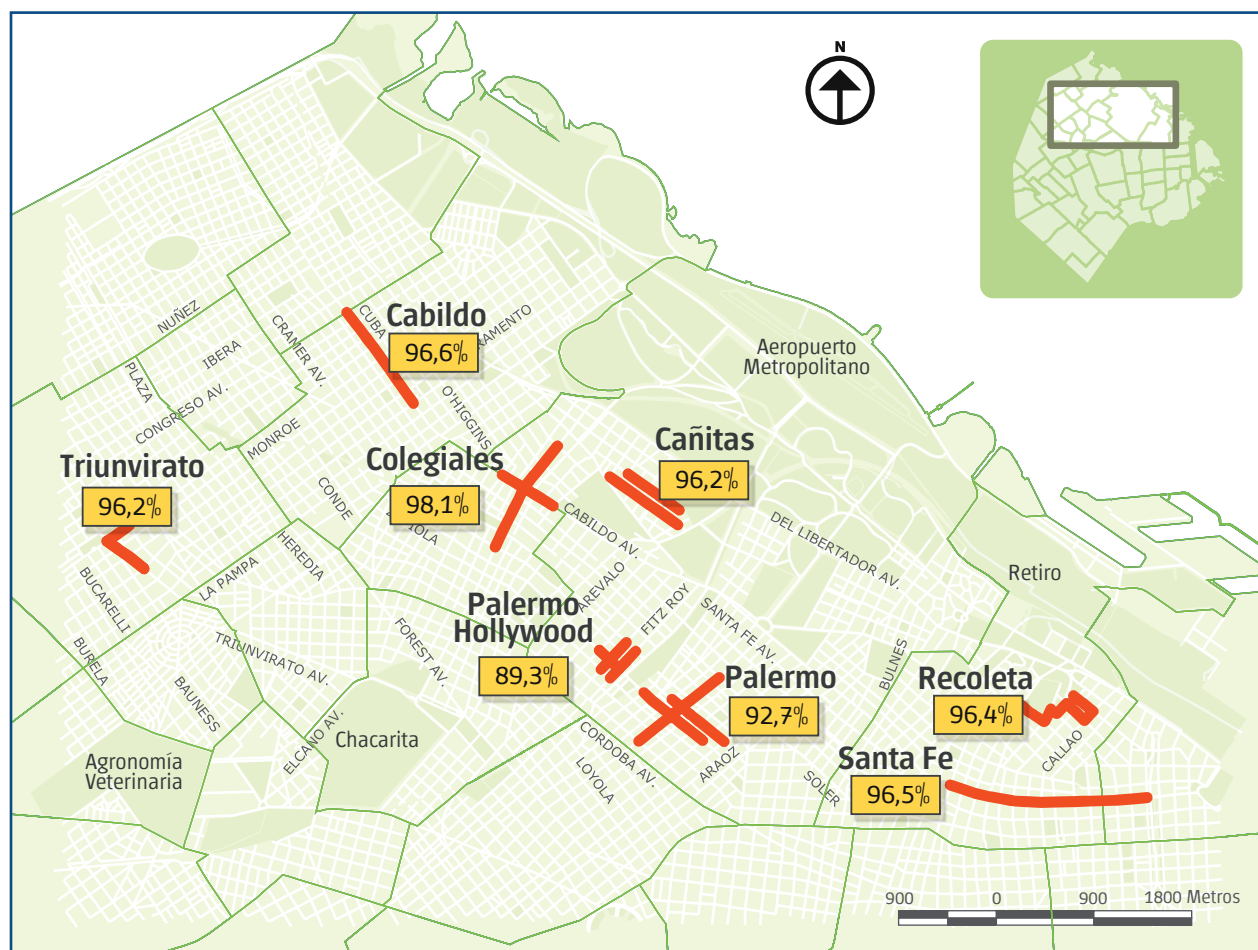 N
Cabildo
96,6%
CUBA
RAMENTO
NUÑEZ
CRAMER AV.
IBERA
PLAZA
CONGRESO AV.
MONROE
O'HIGGINS
Aeropuerto
Metropolitano
Triunvirato
96,2%
Colegiales
98,1%
Cañitas
96,2%
CONDE
CABILDO AV.
DEL LIBERTADOR AV.
HEREDIA
LA PAMPA
BUCARELLI
Retiro
Palermo
Hollywood
89,3%
AREVALO
FITZ ROY
SANTA FE AV.
BULNES
BURELA
TRIUNVIRATO AV.
FOREST AV.
BAUNESS
Palermo
92,7%
Recoleta
96,4%
ELCANO AV.
Chacarita
CORDOBA AV.
LOYOLA
ARAOZ
SOLER
CALLAO
Agronomía
Veterinaria
Santa Fe
96,5%
900 0 900 1800 Metros